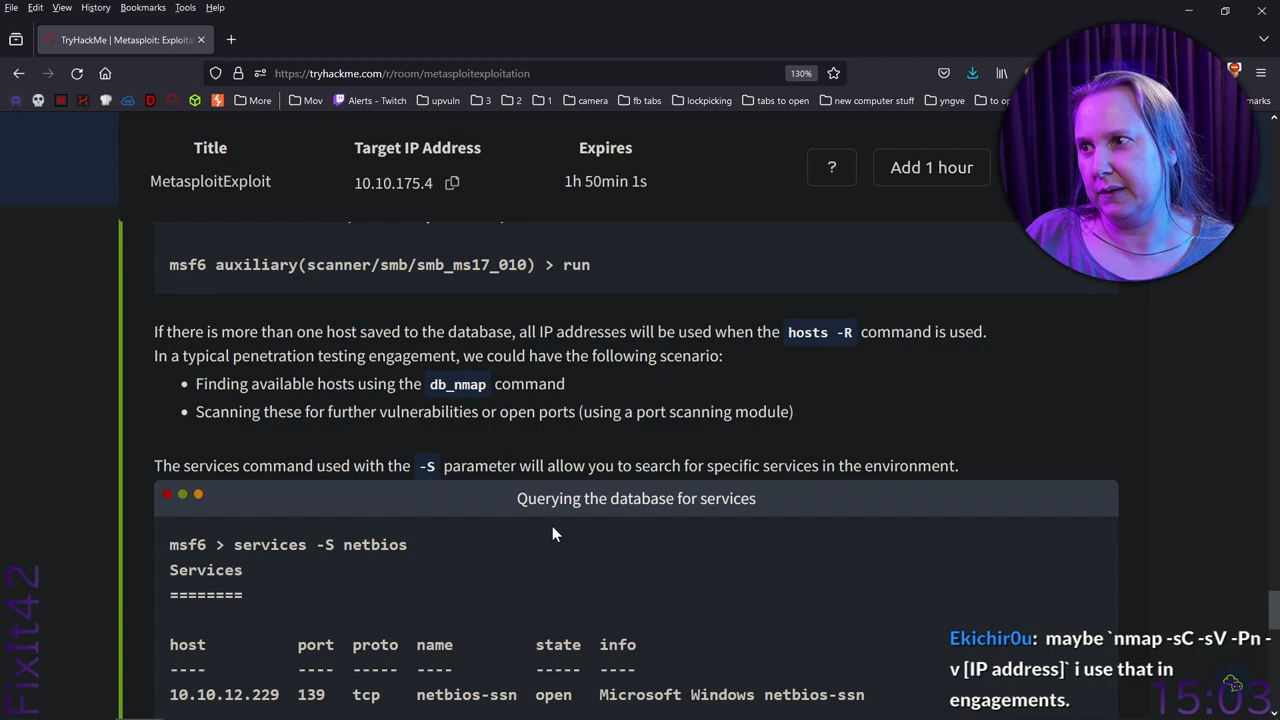 File Edit View History Bookmarks Tools Help
TryHackMe | Metasploit: Exploita
https://tryhackme.com/r/room/metasploitexploitation
130%
More Mov Alerts - Twitch upvuln 3 2 1 camera fb tabs lockpicking tabs to open new computer stuff yngve to o marks
Title Target IP Address Expires
MetasploitExploit 10.10.175.4 1h 50min 1s
? Add 1 hour
msf6 auxiliary(scanner/smb/smb_ms17_010) > run
If there is more than one host saved to the database, all IP addresses will be used when the hosts -R command is used.
In a typical penetration testing engagement, we could have the following scenario:
• Finding available hosts using the db_nmap command
• Scanning these for further vulnerabilities or open ports (using a port scanning module)
The services command used with the -S parameter will allow you to search for specific services in the environment.
Querying the database for services
msf6 > services -S netbios
Services
========
host port proto name state info
---- ---- ----- ---- ----- ----
10.10.12.229 139 tcp netbios-ssn open Microsoft Windows netbios-ssn
Ekichir0u: maybe `nmap -sC -sV -Pn -
v [IP address]` i use that in
engagements.
15:03
FixIt42